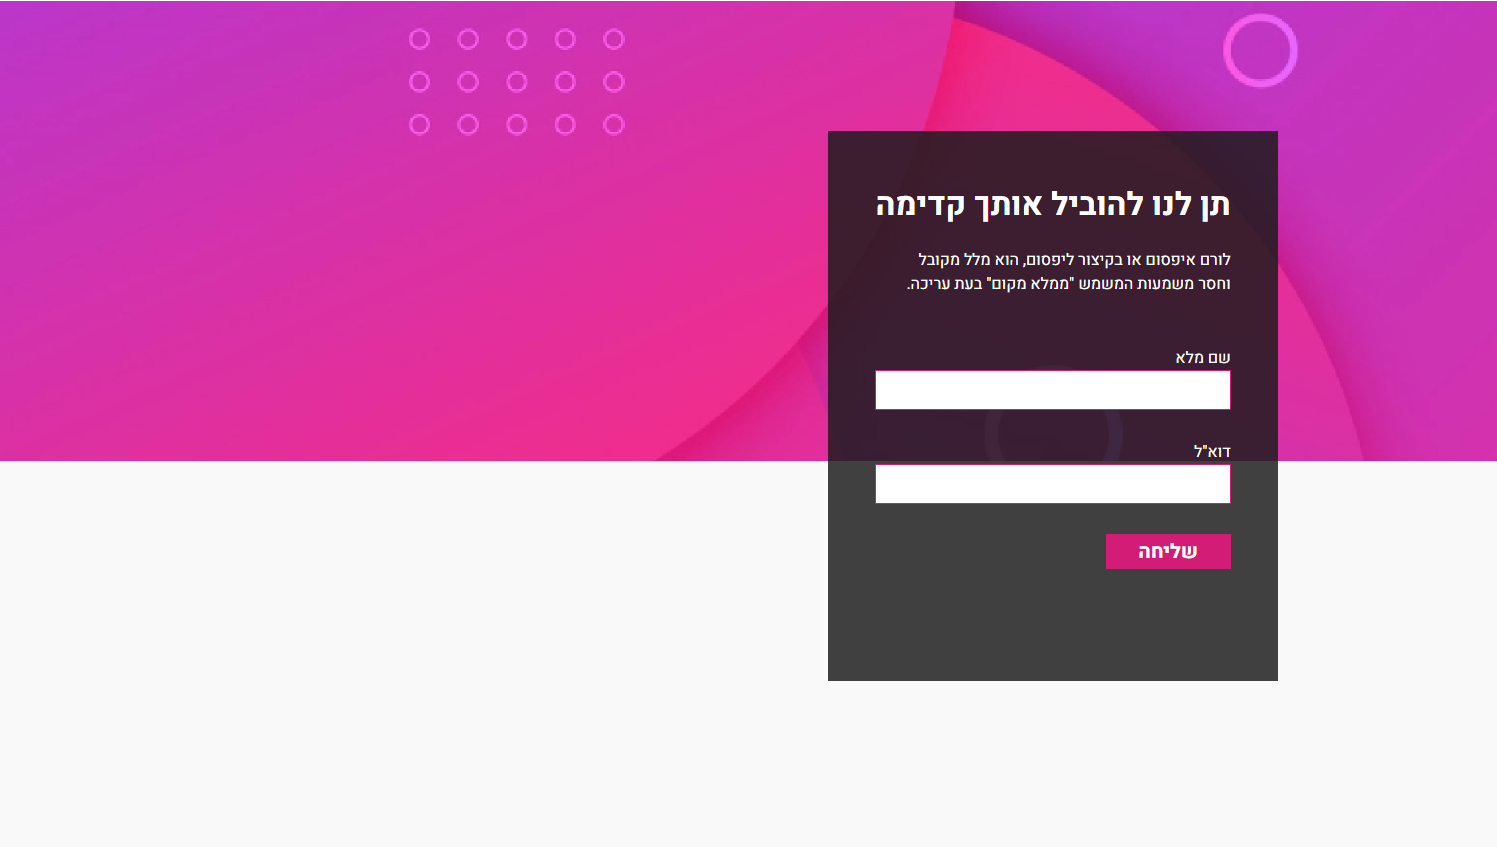 תן לנו להוביל אותך קדימה
לורם איפסום או בקיצור ליפסום, הוא מלל מקובל
וחסר משמעות המשמש "ממלא מקום" בעת עריכה.
שם מלא
דוא"ל
שליחה